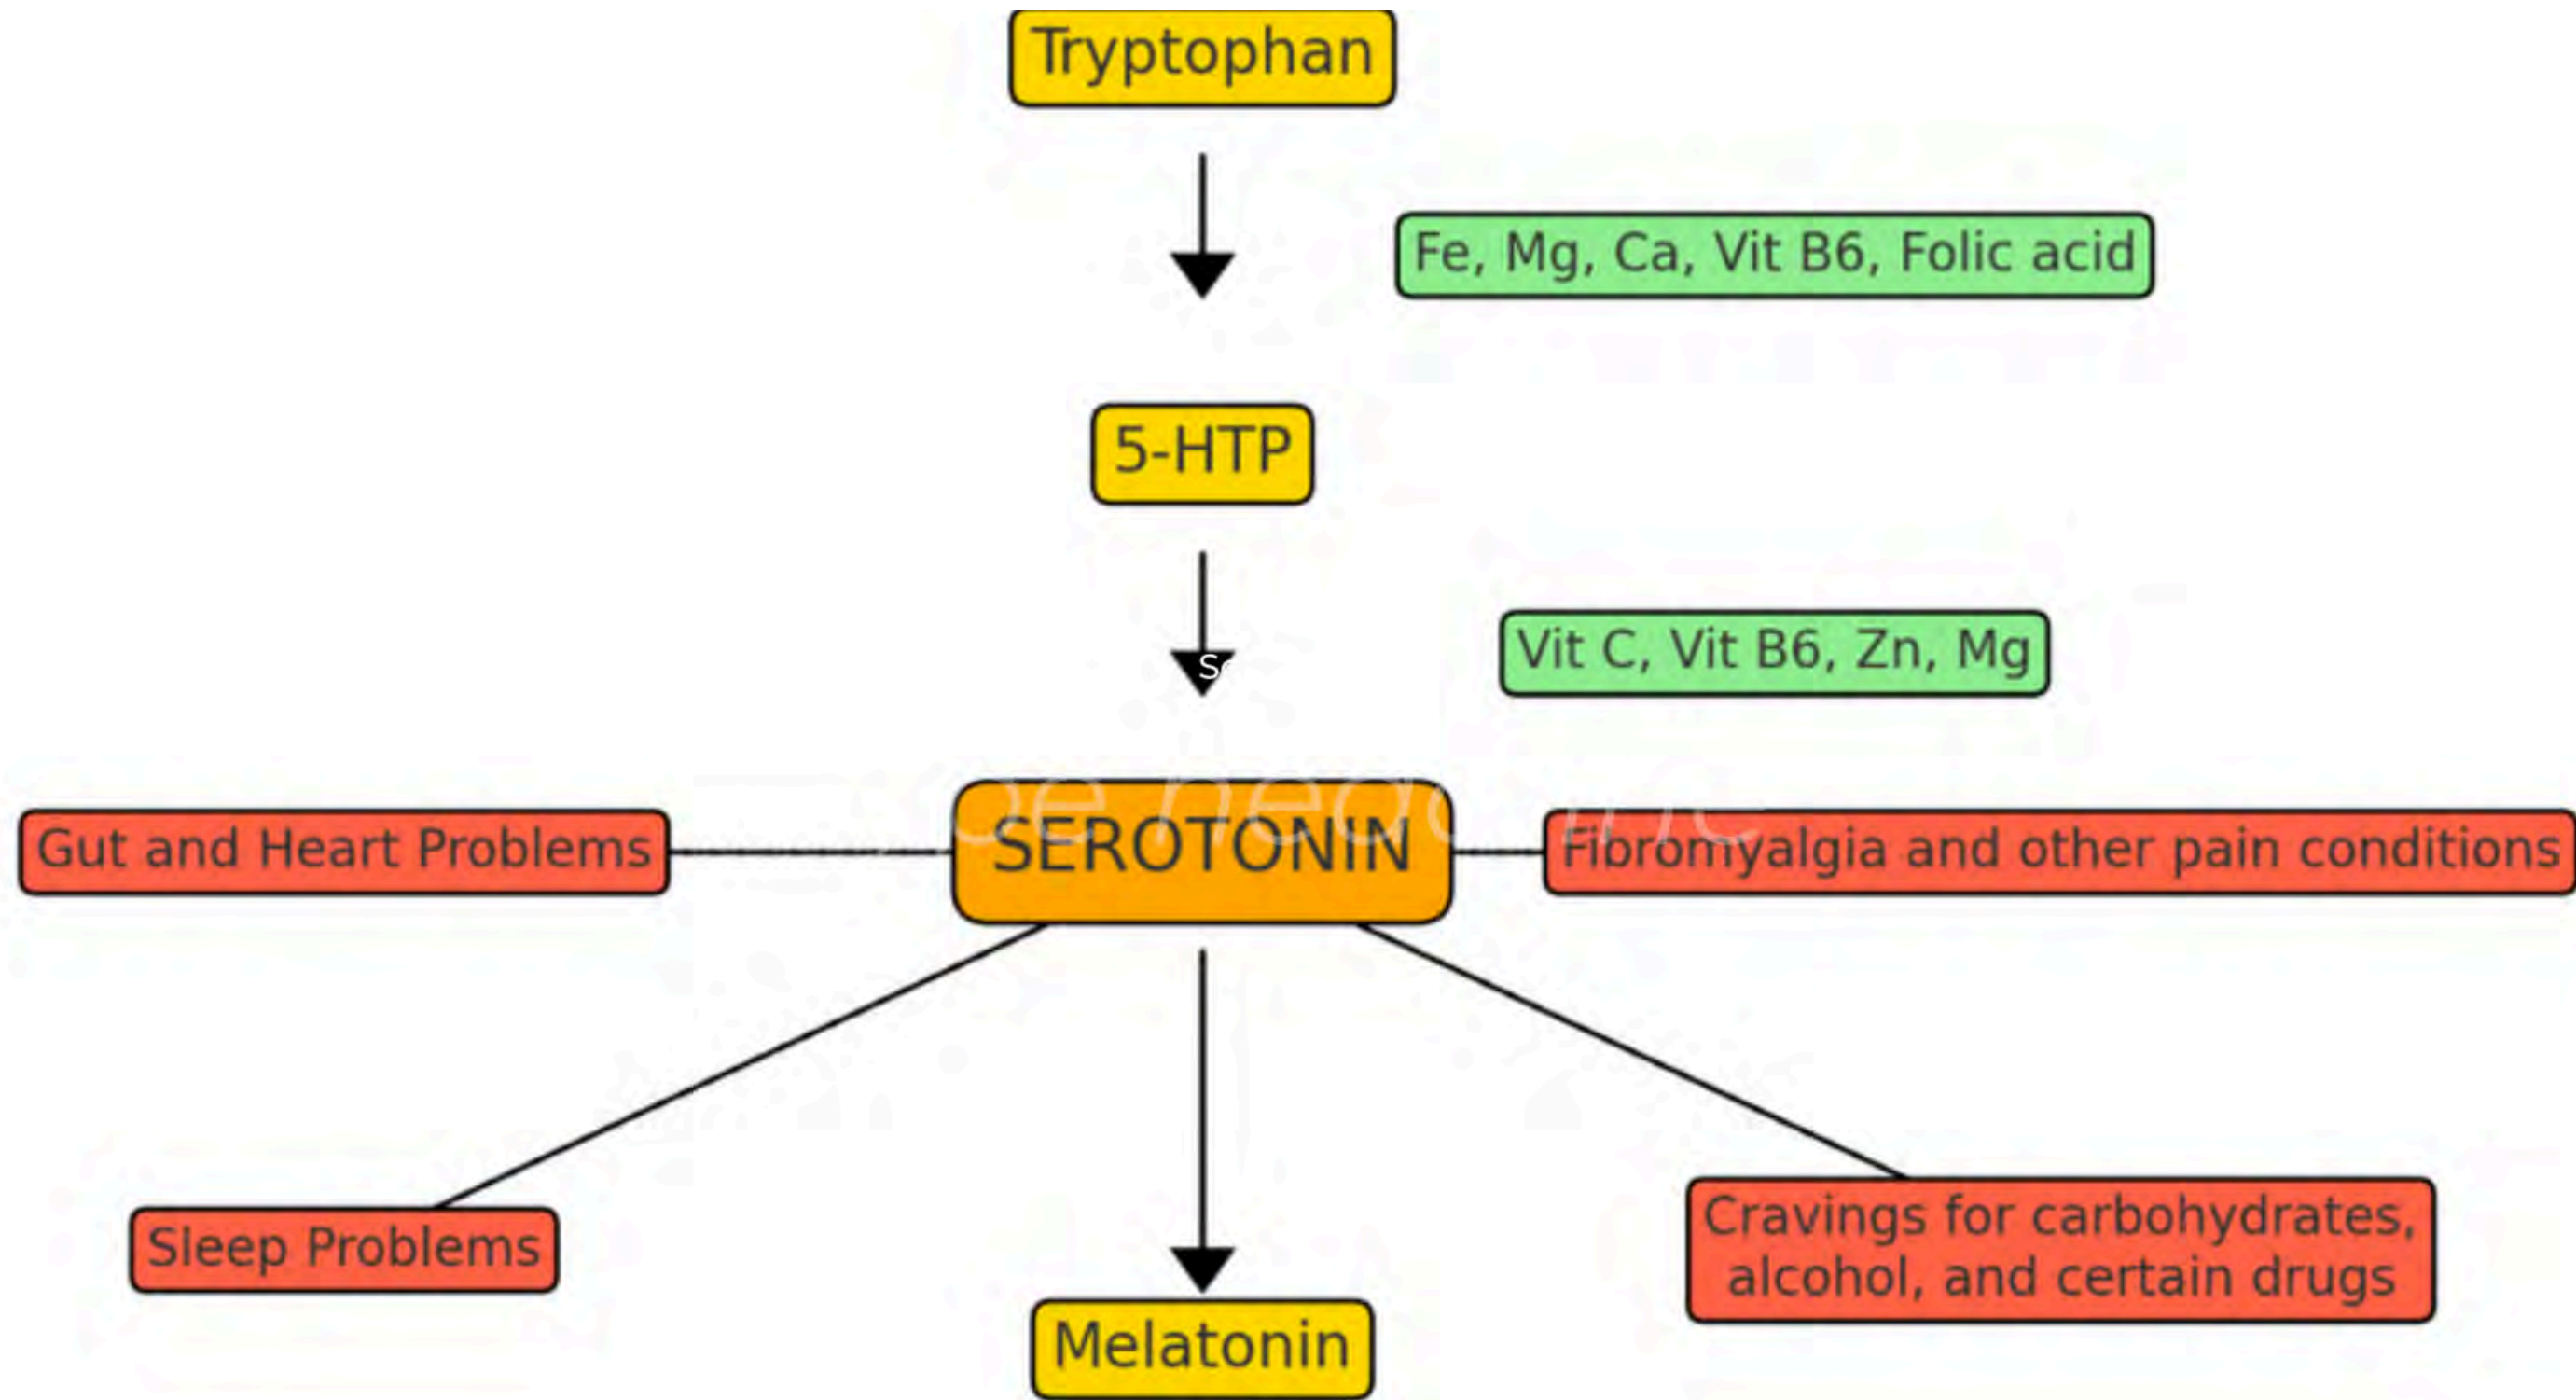 Tryptophan
Fe, Mg, Ca, Vit B6, Folic acid
5-HTP
Vit C, Vit B6, Zn, Mg
Gut and Heart Problems
SEROTONIN
Fibromyalgia and other pain conditions
Sleep Problems
Cravings for carbohydrates,
alcohol, and certain drugs
Melatonin